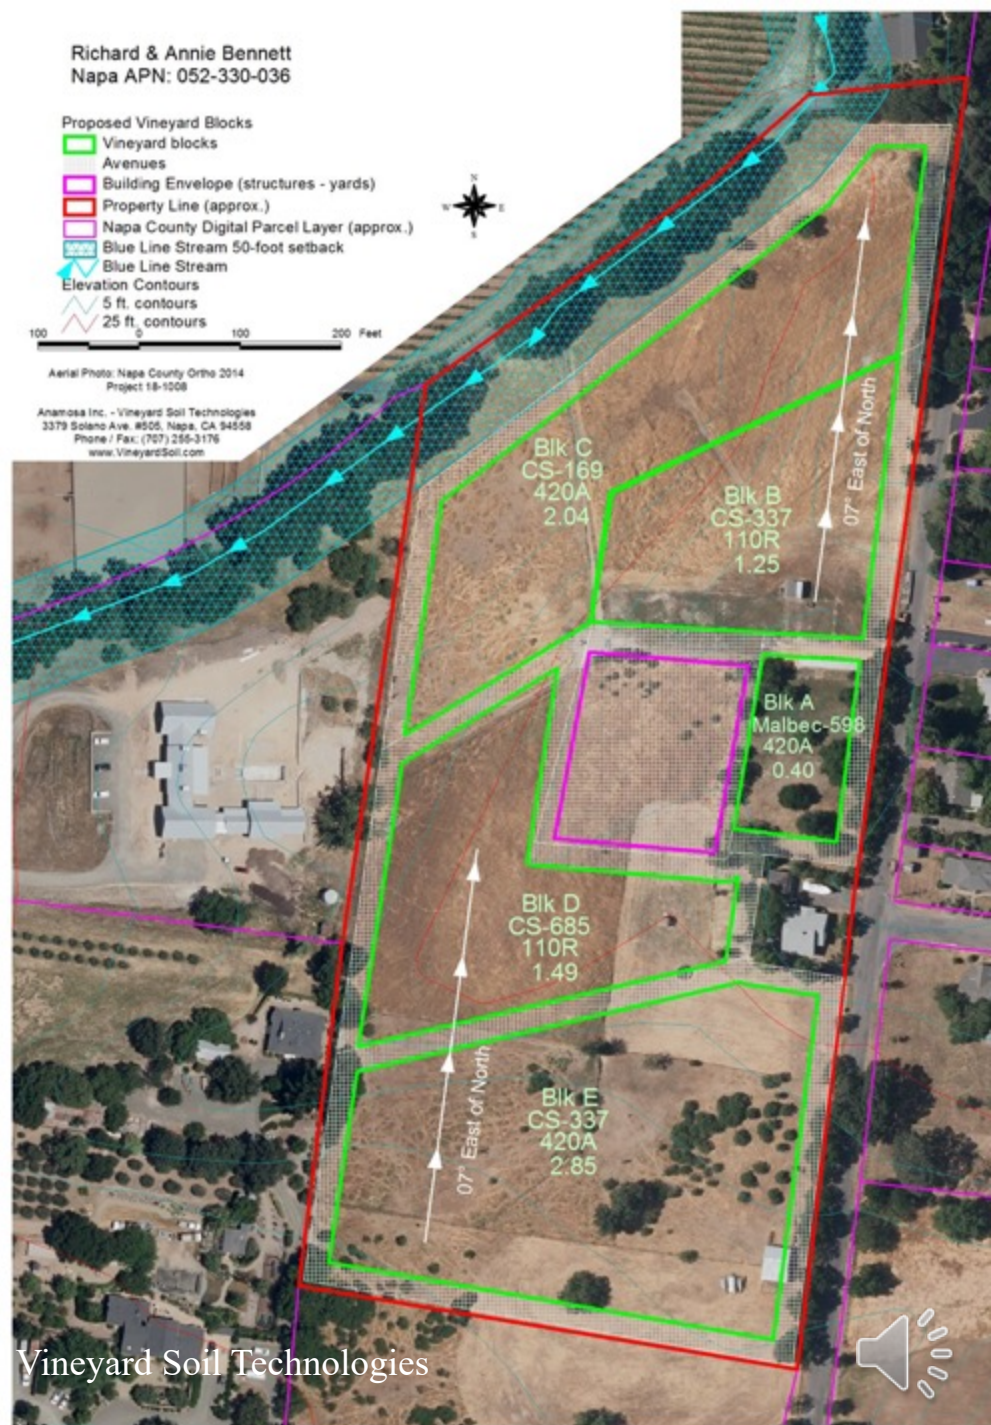 Richard & Annie Bennett
Napa APN: 052-330-036
Proposed Vineyard Blocks
Vineyard blocks
Avenues
Building Envelope (structures - yards)
Property Line (approx.)
Napa County Digital Parcel Layer (approx.)
Blue Line Stream 50-foot setback
Blue Line Stream
Elevation Contours
5 ft. contours
25 ft. contours
100 0 100 200 Feet
Aerial Photo: Napa County Ortho 2014
Project 18-1008
Anamosa Inc. - Vineyard Soil Technologies
3379 Solano Ave. #505, Napa, CA 94558
Phone / Fax: (707) 255-3176
www.VineyardSoil.com
N
W E
S
Blk C
CS-169
420A
2.04
Blk B
CS-337
110R
1.25
07° East of North
Blk A
Malbec-598
420A
0.40
Blk D
CS-685
110R
1.49
07° East of North
Blk E
CS-337
420A
2.85
Vineyard Soil Technologies